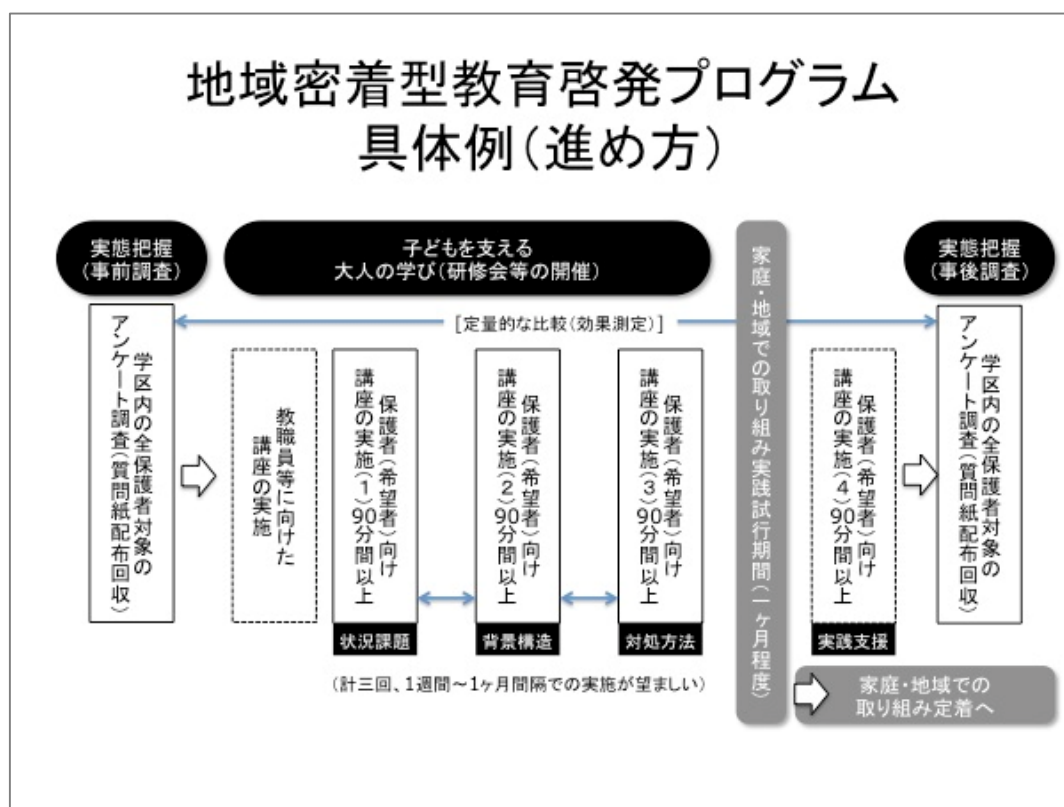 地域密着型教育啓発プログラム
具体例(進め方)
実態把握
(事前調査)
子どもを支える
大人の学び(研修会等の開催)
実態把握
(事後調査)
[定量的な比較(効果測定)]
学区内の全保護者対象の
アンケート調査(質問紙配布回収)
教職員等に向けた
講座の実施
保護者(希望者)向け
講座の実施(1)90分間以上
状況課題
保護者(希望者)向け
講座の実施(2)90分間以上
背景構造
保護者(希望者)向け
講座の実施(3)90分間以上
対処方法
(計三回、1週間~1ヶ月間隔での実施が望ましい)
家庭・地域での取り組み実践試行期間(一ヶ月程度)
保護者(希望者)向け
講座の実施(4)90分間以上
実践支援
学区内の全保護者対象の
アンケート調査(質問紙配布回収)
家庭・地域での
取り組み定着へ